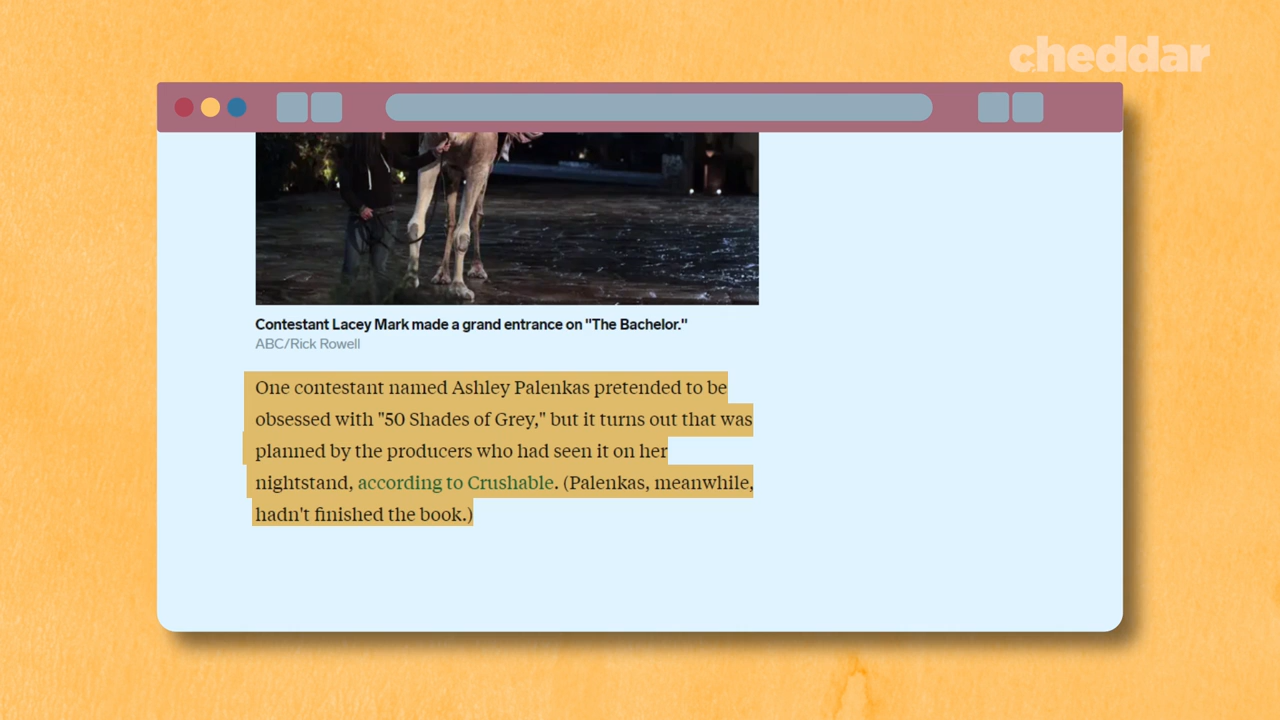 cheddar
Contestant Lacey Mark made a grand entrance on "The Bachelor."
ABC/Rick Rowell
One contestant named Ashley Palenkas pretended to be
obsessed with "50 Shades of Grey," but it turns out that was
planned by the producers who had seen it on her
nightstand, according to Crushable. (Palenkas, meanwhile,
hadn't finished the book.)